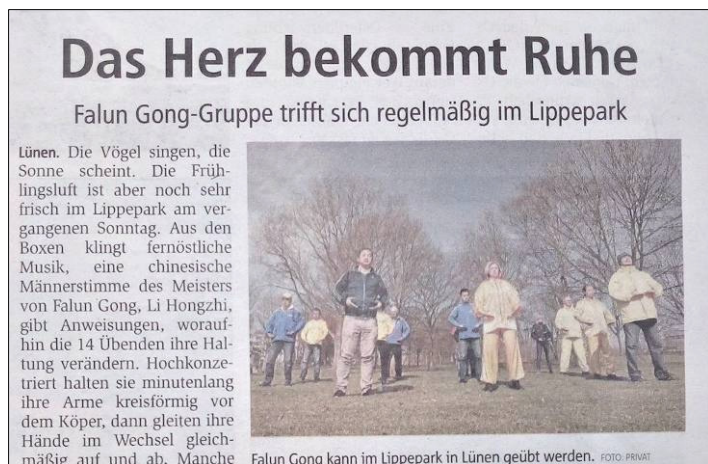 Das Herz bekommt Ruhe
Falun Gong-Gruppe trifft sich regelmäßig im Lippepark
Lünen. Die Vögel singen, die
Sonne scheint. Die Früh-
lingsluft ist aber noch sehr
frisch im Lippepark am ver-
gangenen Sonntag. Aus den
Boxen klingt fernöstliche
Musik, eine chinesische
Männerstimme des Meisters
von Falun Gong, Li Hongzhi,
gibt Anweisungen, worauf-
hin die 14 Übenden ihre Hal-
tung verändern. Hochkonze-
triert halten sie minutenlang
ihre Arme kreisförmig vor
dem Köper, dann gleiten ihre
Hände im Wechsel gleich-
mäßig auf und ab. Manche
Falun Gong kann im Lippepark in Lünen geübt werden. FOTO: PRIVAT